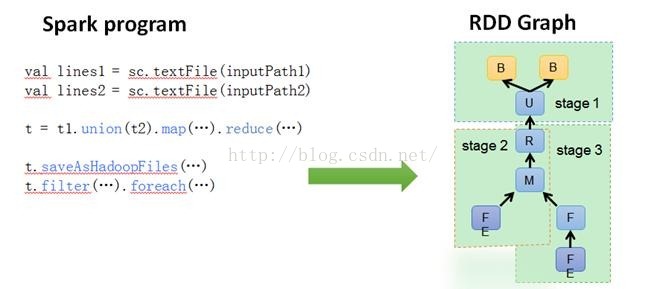 Spark program
RDD Graph
val lines1 = sc.textFile(inputPath1)
val lines2 = sc.textFile(inputPath2)
t = t1.union(t2).map(…).reduce(…)
t.saveAsHadoopFiles(…)
t.filter(…).foreach(…)
http://blog.csdn.net/
B
B
U
stage 1
R
stage 2
stage 3
M
F
E
F
F
E